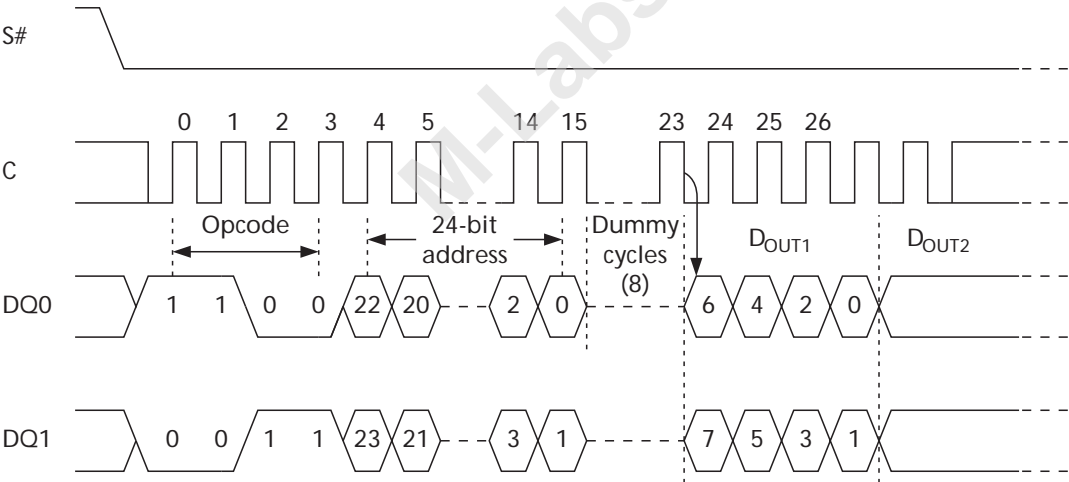 S#
M-Labs
0 1 2 3 4 5 14 15 23 24 25 26
C
Opcode
24-bit
address
Dummy
cycles
(8)
DOUT1
DOUT2
DQ0
1 1 0 0 22 20 2 0 6 4 2 0
DQ1
0 0 1 1 23 21 3 1 7 5 3 1